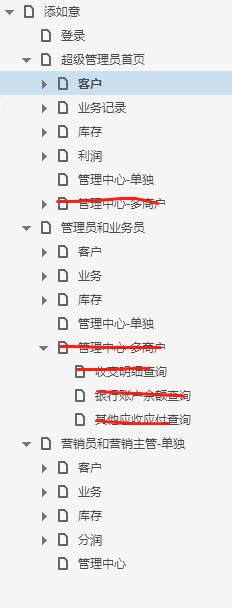 添如意
登录
超级管理员首页
客户
业务记录
库存
利润
管理中心-单独
管理中心-多商户
管理员和业务员
客户
业务
库存
管理中心-单独
管理中心-多商户
收支明细查询
银行账户余额查询
其他应收应付查询
营销员和营销主管-单独
客户
业务
库存
分润
管理中心